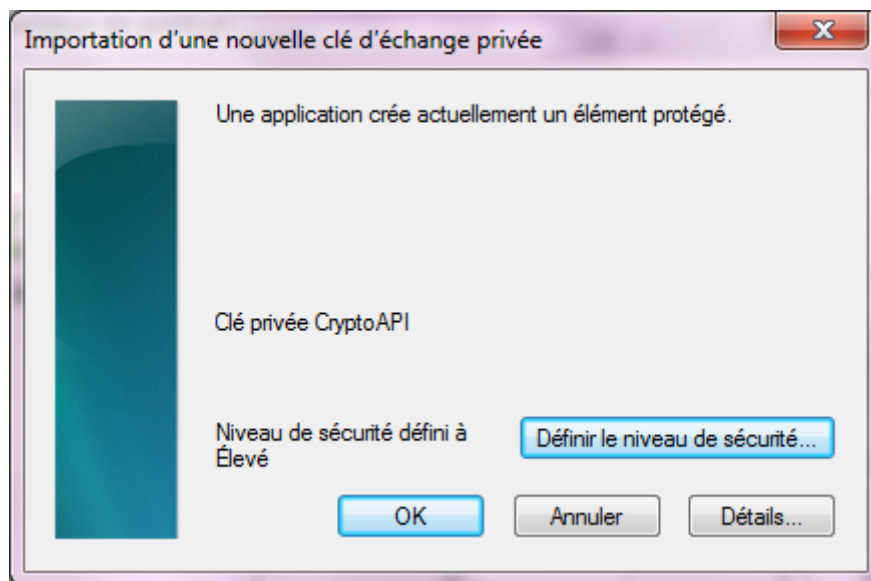 Importation d'une nouvelle clé d'échange privée
Une application crée actuellement un élément protégé.
Clé privée CryptoAPI
Niveau de sécurité défini à
Élevé
Définir le niveau de sécurité...
OK
Annuler
Détails...